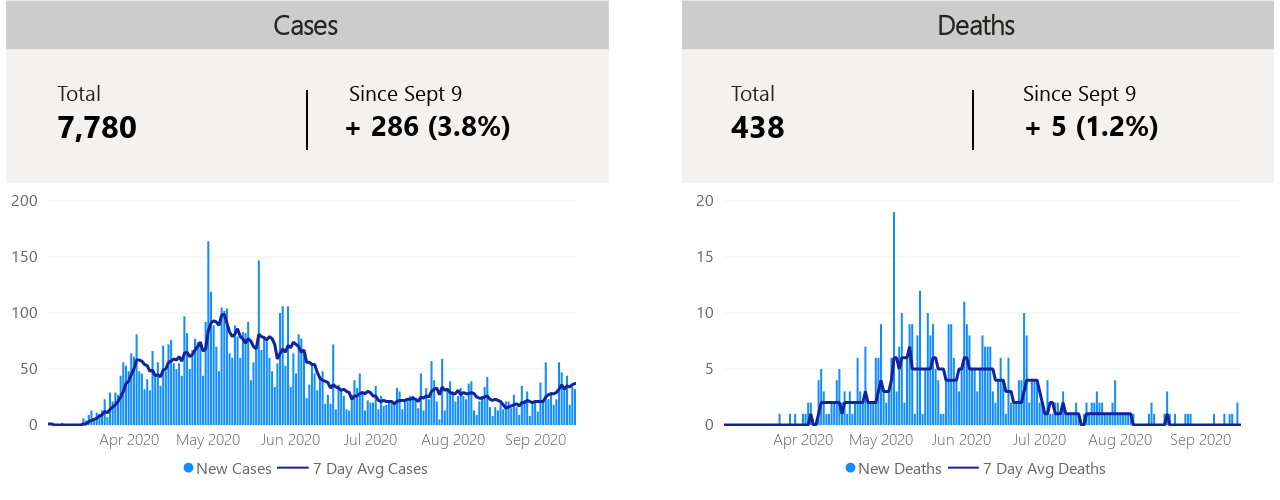 Cases
Total
7,780
Since Sept 9
+ 286 (3.8%)
200
150
100
50
0
Apr 2020 May 2020 Jun 2020 Jul 2020 Aug 2020 Sep 2020
New Cases 7 Day Avg Cases
Deaths
Total
438
Since Sept 9
+ 5 (1.2%)
20
15
10
5
0
Apr 2020 May 2020 Jun 2020 Jul 2020 Aug 2020 Sep 2020
New Deaths 7 Day Avg Deaths